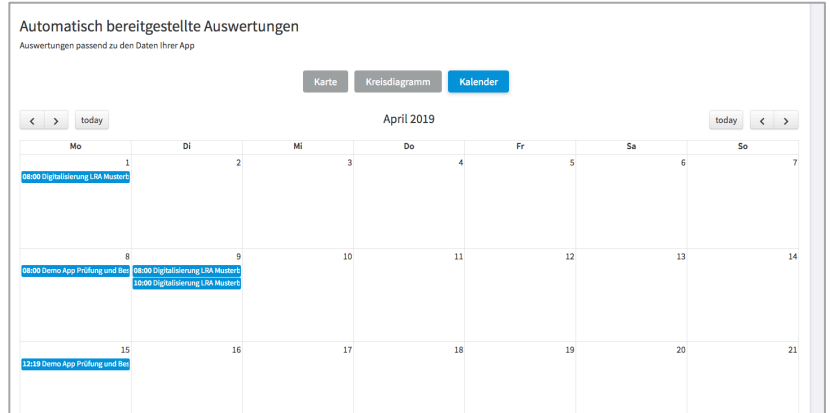 Automatisch bereitgestellte Auswertungen
Auswertungen passend zu den Daten Ihrer App
Karte Kreisdiagramm Kalender
today April 2019 today
Mo Di Mi Do Fr Sa So
1 2 3 4 5 6 7
08:00 Digitalisierung LRA Musterb
8 9 10 11 12 13 14
08:00 Demo App Prüfung und Bes 08:00 Digitalisierung LRA Musterb
10:00 Digitalisierung LRA Musterb
15 16 17 18 19 20 21
12:19 Demo App Prüfung und Bes